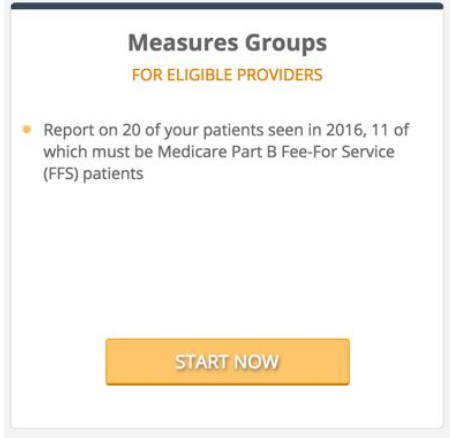 Measures Groups
FOR ELIGIBLE PROVIDERS
Report on 20 of your patients seen in 2016, 11 of
which must be Medicare Part B Fee-For Service
(FFS) patients
START NOW